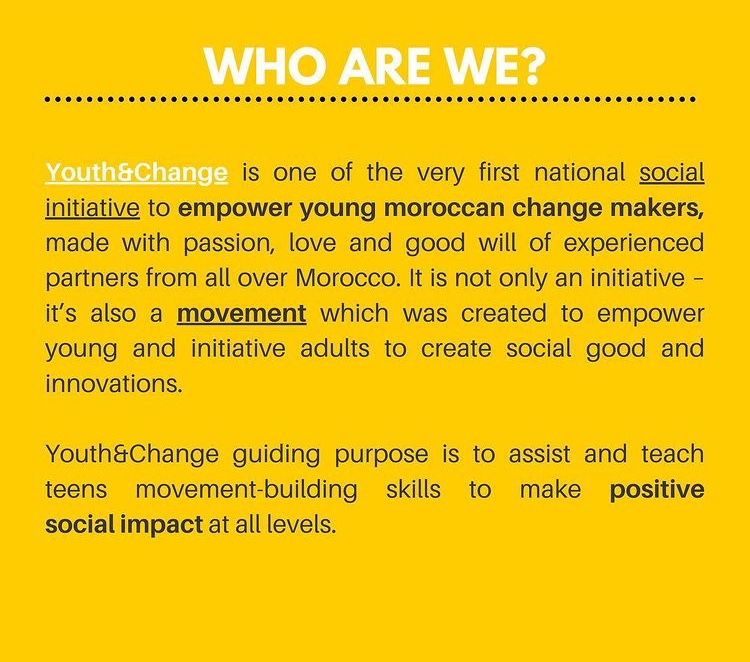 WHO ARE WE?
Youth&Change is one of the very first national social
initiative to empower young moroccan change makers,
made with passion, love and good will of experienced
partners from all over Morocco. It is not only an initiative –
it's also a movement which was created to empower
young and initiative adults to create social good and
innovations.
Youth&Change guiding purpose is to assist and teach
teens movement-building skills to make positive
social impact at all levels.